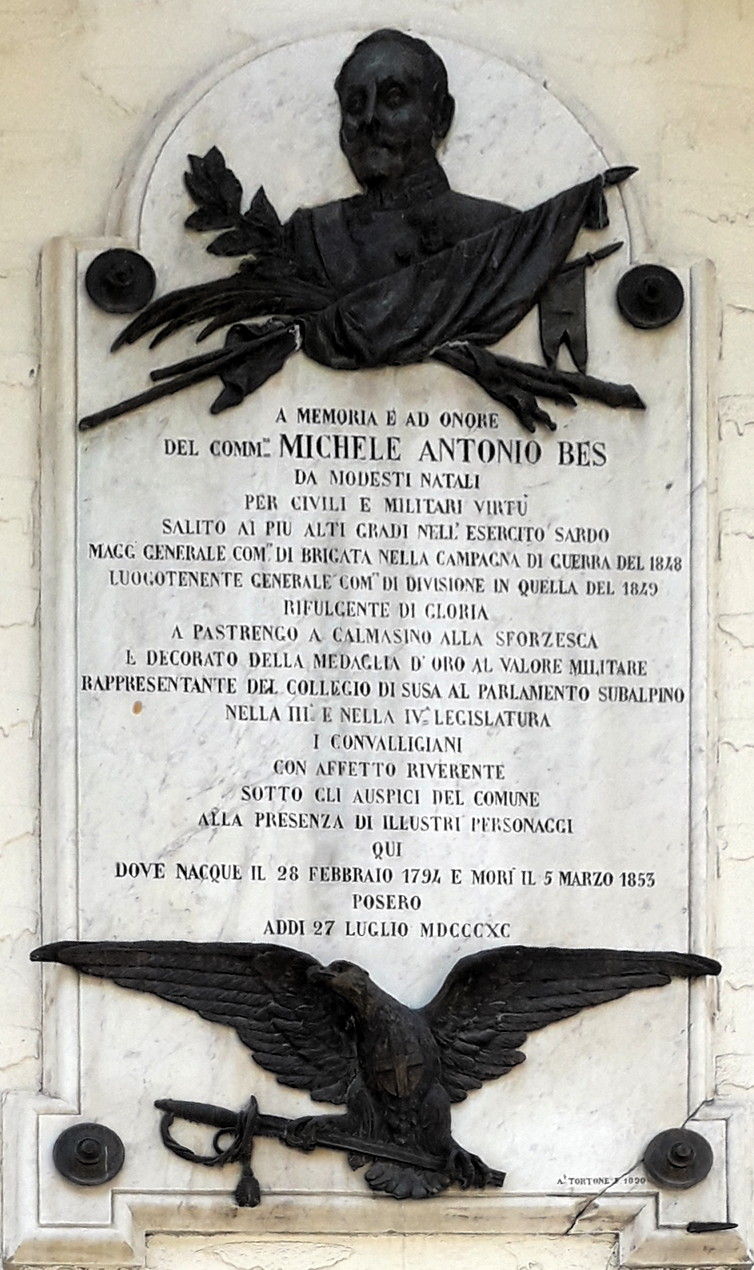 A MEMORIA E AD ONORE
DEL COMM.RE MICHELE ANTONIO BES
DA MODESTI NATALI
PER CIVILI E MILITARI VIRTÙ
SALITO AI PIU ALTI GRADI NELL' ESERCITO SARDO
MAGG. GENERALE COM.TE DI BRIGATA NELLA CAMPAGNA DI GUERRA DEL 1848
LUOGOTENENTE GENERALE COM.TE DI DIVISIONE IN QUELLA DEL 1849
RIFULGENTE DI GLORIA
A PASTRENGO A CALMASINO ALLA SFORZESCA
E DECORATO DELLA MEDAGLIA D' ORO AL VALORE MILITARE
RAPPRESENTANTE DEL COLLEGIO DI SUSA AL PARLAMENTO SUBALPINO
NELLA III.A E NELLA IV.A LEGISLATURA
I CONVALLIGIANI
CON AFFETTO RIVERENTE
SOTTO GLI AUSPICI DEL COMUNE
ALLA PRESENZA DI ILLUSTRI PERSONAGGI
QUI
DOVE NACQUE IL 28 FEBBRAIO 1794 E MORÌ IL 5 MARZO 1853
POSERO
ADDI 27 LUGLIO MDCCCXC
A. TORTONE F. 1890